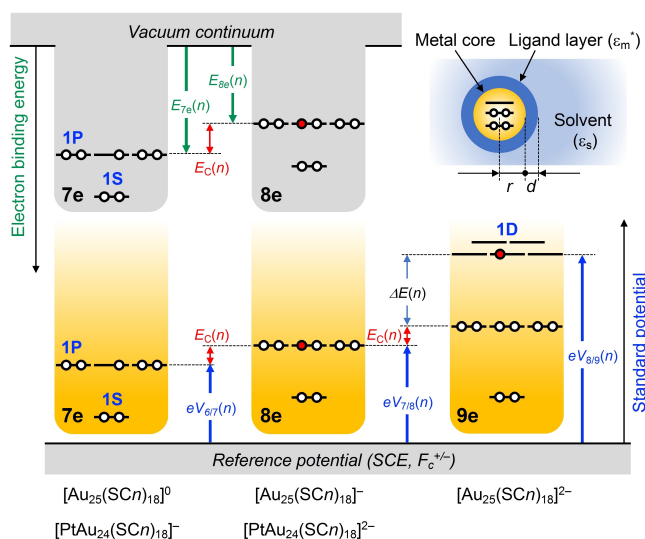 Vacuum continuum
Electron binding energy
E7e(n)
E8e(n)
EC(n)
1P
1S
7e
8e
Metal core
Ligand layer (εm*)
Solvent
(εs)
r
d
1D
ΔE(n)
1P
EC(n)
EC(n)
1S
7e
8e
9e
eV6/7(n)
eV7/8(n)
eV8/9(n)
Standard potential
Reference potential (SCE, Fc+/–)
[Au25(SCn)18]0
[Au25(SCn)18]–
[Au25(SCn)18]2–
[PtAu24(SCn)18]–
[PtAu24(SCn)18]2–